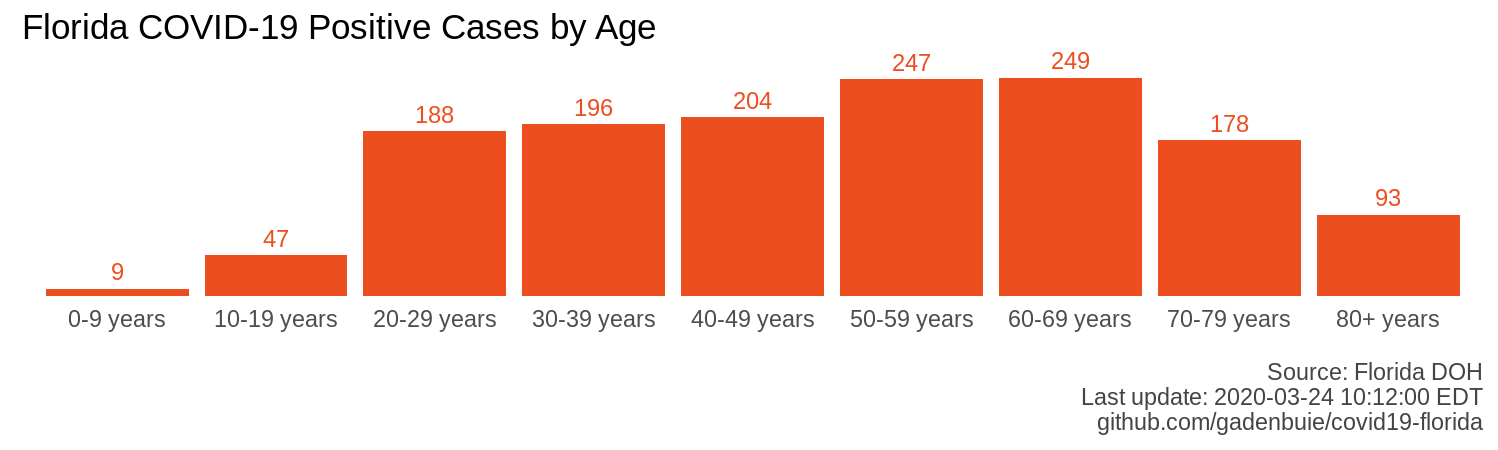 Florida COVID-19 Positive Cases by Age
9
47
188
196
204
247
249
178
93
0-9 years
10-19 years
20-29 years
30-39 years
40-49 years
50-59 years
60-69 years
70-79 years
80+ years
Source: Florida DOH
Last update: 2020-03-24 10:12:00 EDT
github.com/gadenbuie/covid19-florida